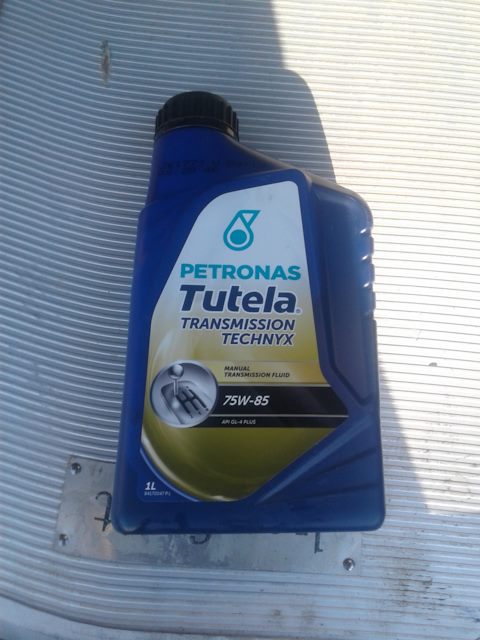 PETRONAS
Tutela®
TRANSMISSION
TECHNYX
MANUAL
TRANSMISSION FLUID
75W-85
API GL-4 PLUS
1L